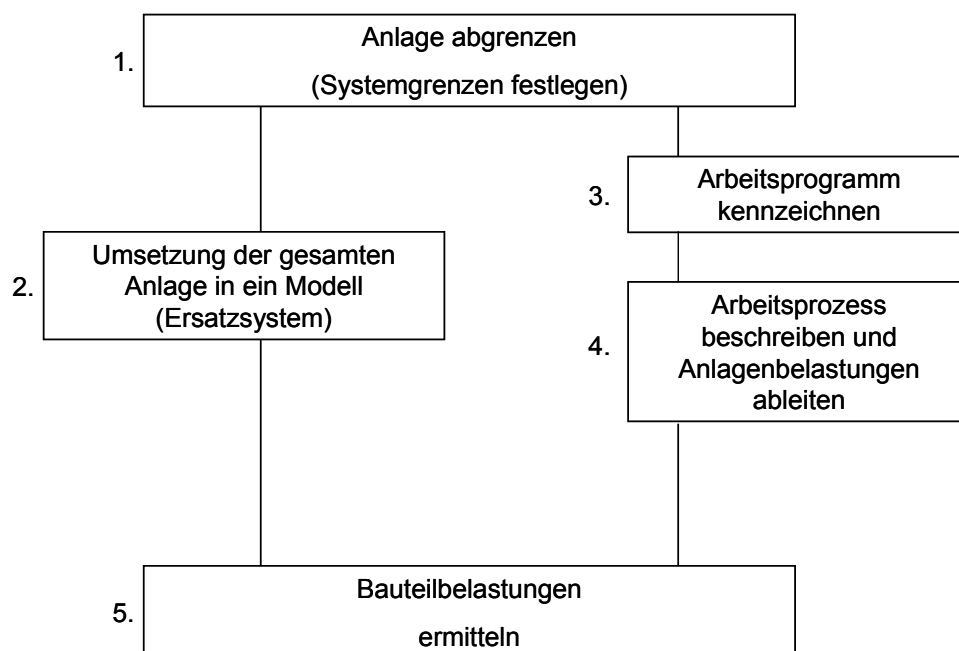 1.
Anlage abgrenzen
(Systemgrenzen festlegen)
2.
Umsetzung der gesamten
Anlage in ein Modell
(Ersatzsystem)
3.
Arbeitsprogramm
kennzeichnen
4.
Arbeitsprozess
beschreiben und
Anlagenbelastungen
ableiten
5.
Bauteilbelastungen
ermitteln